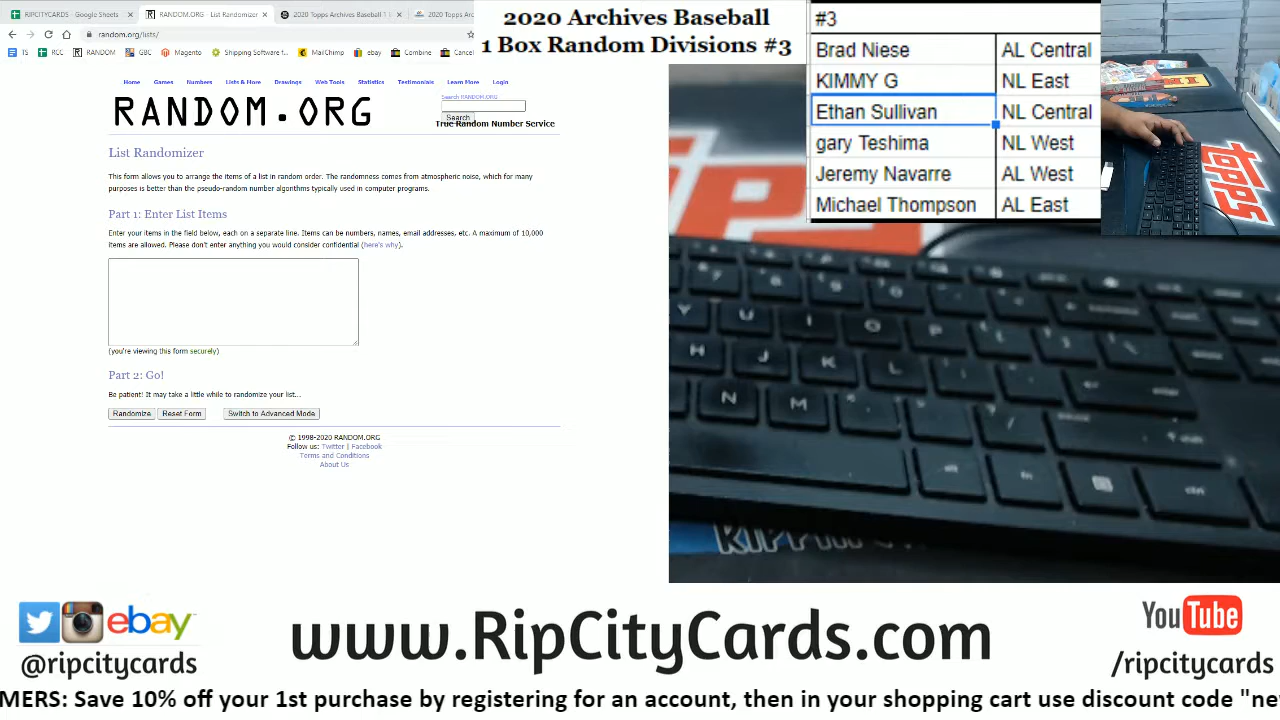 RIPCITYCARDS - Google Sheets
RANDOM.ORG - List Randomizer
2020 Topps Archives Baseball 1
2020 Topps Arc
random.org/lists/
TS
RCC
RANDOM
GBC
Magento
Shipping Software f...
MailChimp
ebay
Combine
Cance
Home
Games
Numbers
Lists & More
Drawings
Web Tools
Statistics
Testimonials
Learn More
Login
RANDOM.ORG
Search RANDOM.ORG
Search
True Random Number Service
List Randomizer
This form allows you to arrange the items of a list in random order. The randomness comes from atmospheric noise, which for many
purposes is better than the pseudo-random number algorithms typically used in computer programs.
Part 1: Enter List Items
Enter your items in the field below, each on a separate line. Items can be numbers, names, email addresses, etc. A maximum of 10,000
items are allowed. Please don't enter anything you would consider confidential (here's why).
(you're viewing this form securely)
Part 2: Go!
Be patient! It may take a little while to randomize your list...
Randomize
Reset Form
Switch to Advanced Mode
© 1998-2020 RANDOM.ORG
Follow us: Twitter | Facebook
Terms and Conditions
About Us
2020 Archives Baseball
1 Box Random Divisions #3
#3
Brad Niese AL Central
KIMMY G NL East
Ethan Sullivan NL Central
gary Teshima NL West
Jeremy Navarre AL West
Michael Thompson AL East
topps
Y U I O P
H J K L
N M
alt fn ctrl
ebay
@ripcitycards
www.RipCityCards.com
YouTube
/ripcitycards
MERS: Save 10% off your 1st purchase by registering for an account, then in your shopping cart use discount code "ne